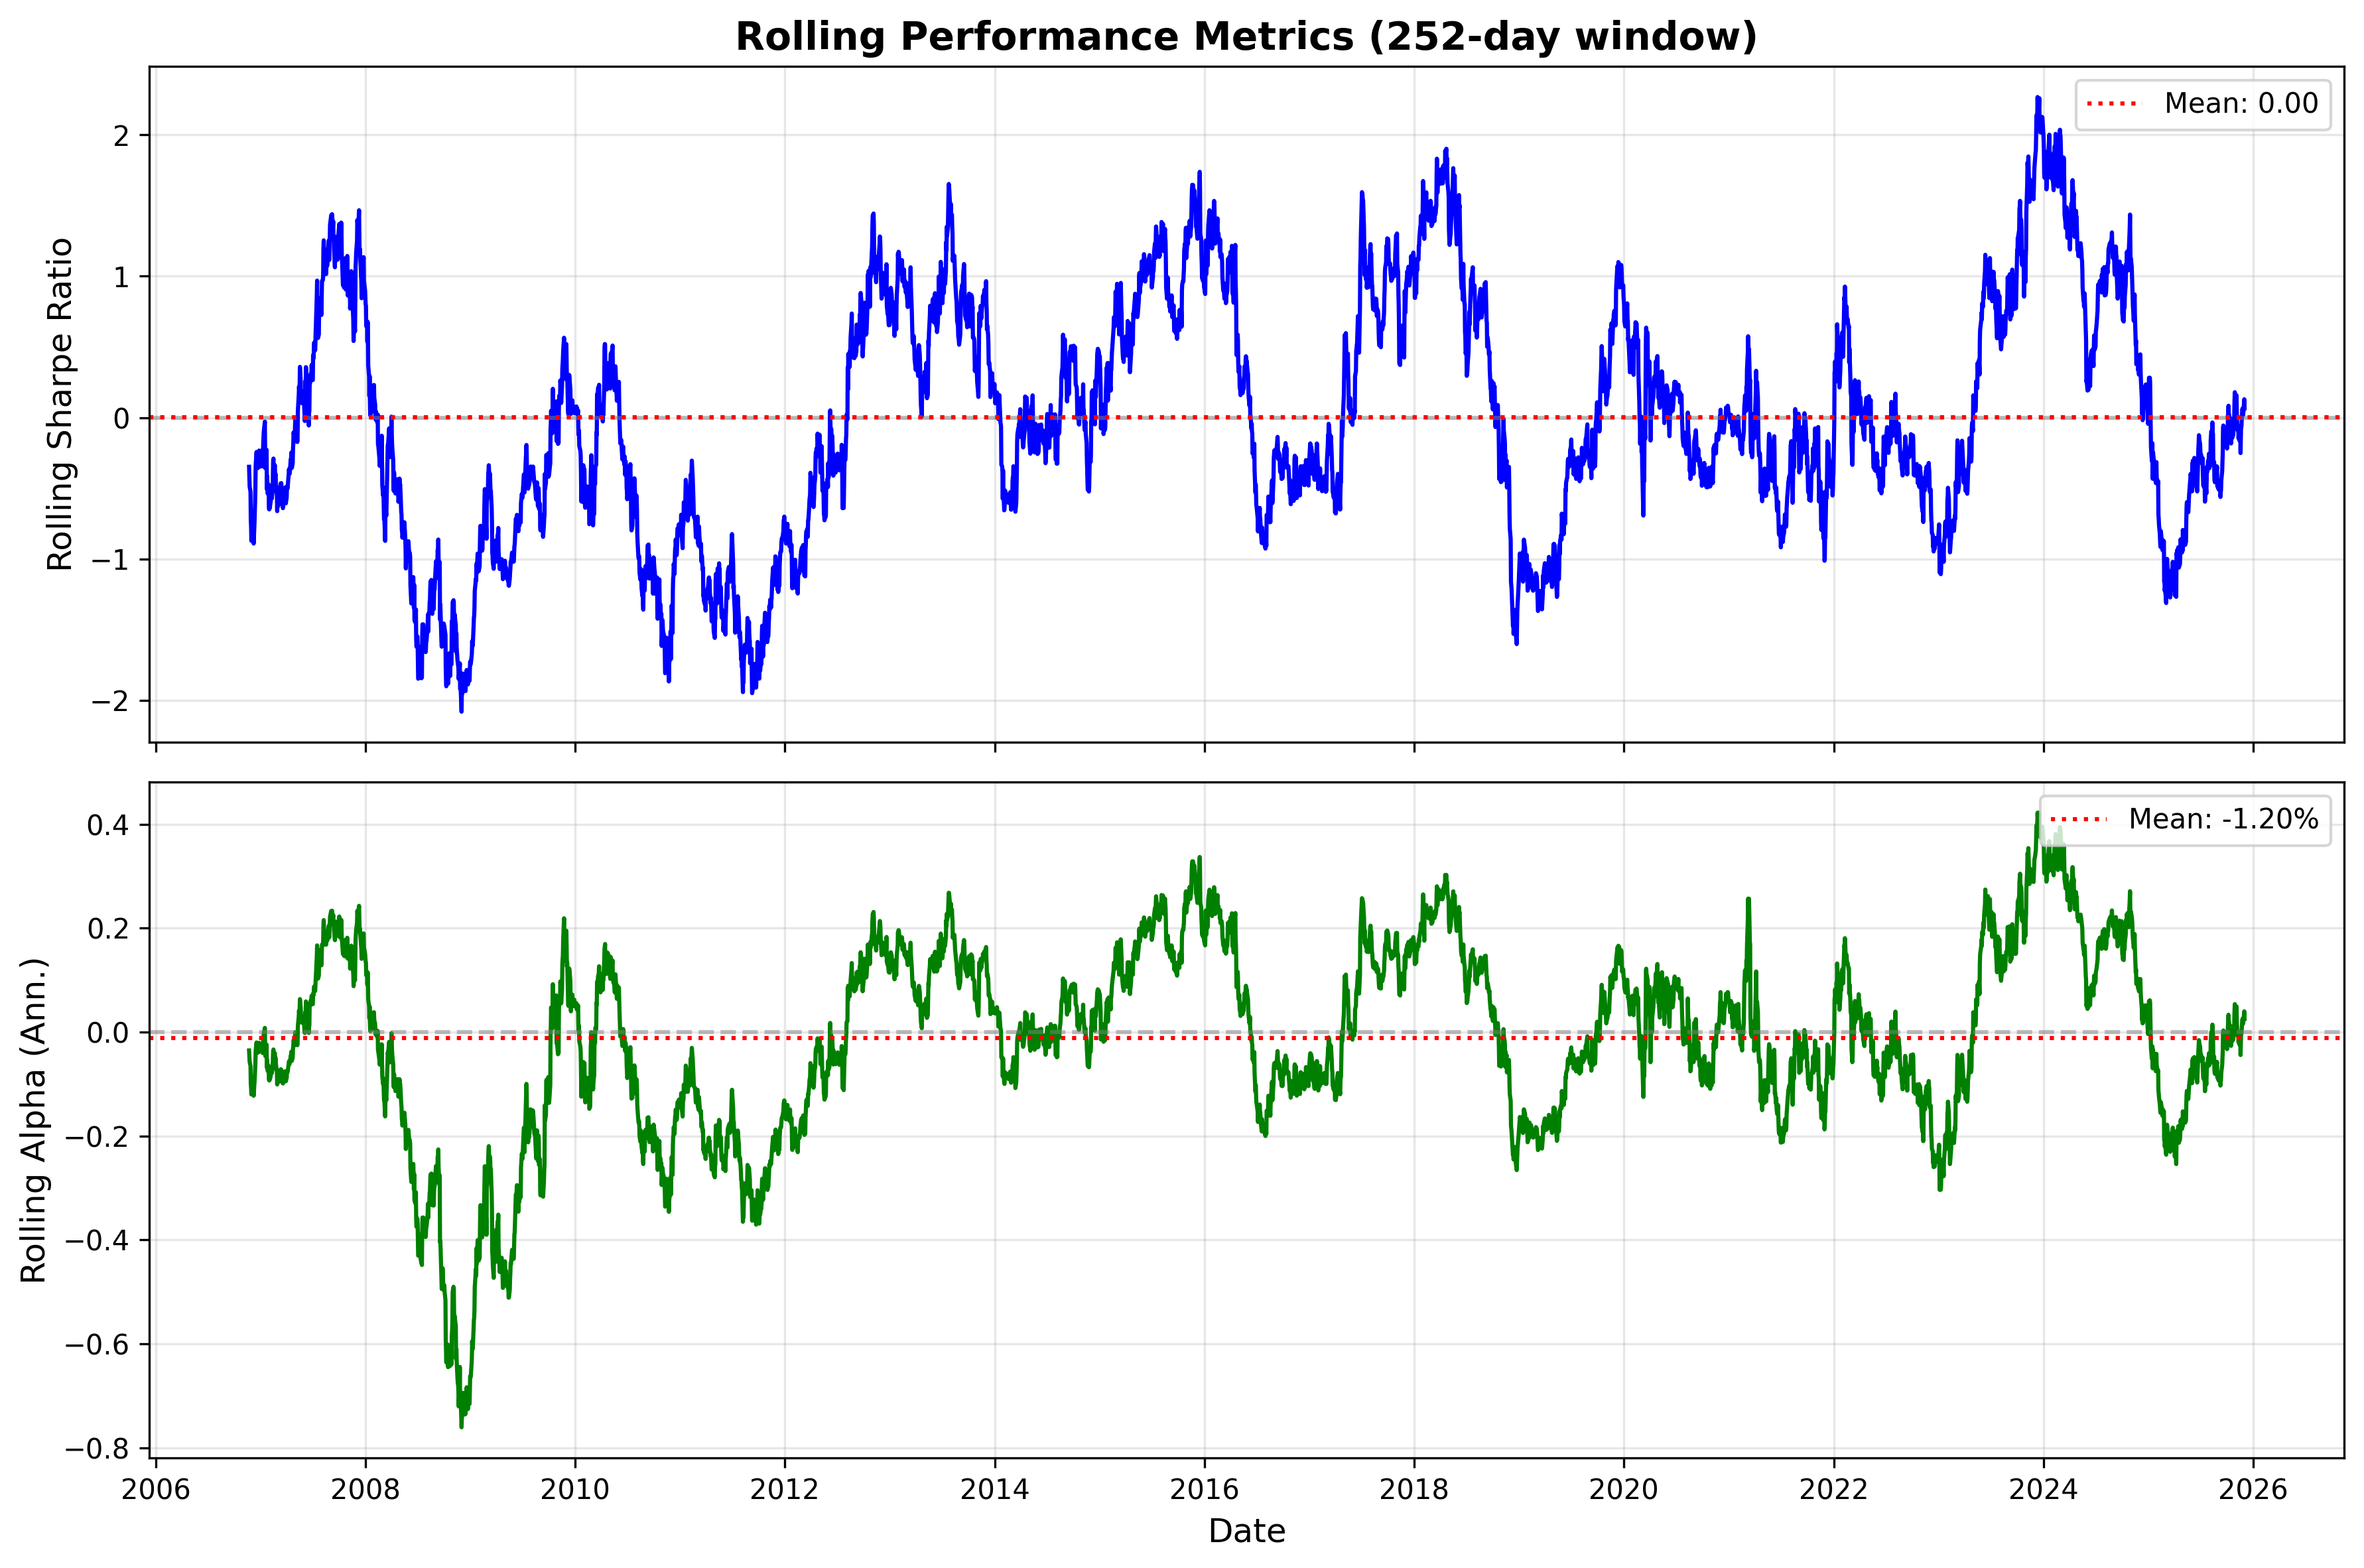 Rolling Performance Metrics (252-day window)
Rolling Sharpe Ratio
2
1
0
−1
−2
Mean: 0.00
Rolling Alpha (Ann.)
0.4
0.2
0.0
−0.2
−0.4
−0.6
−0.8
Mean: -1.20%
2006 2008 2010 2012 2014 2016 2018 2020 2022 2024 2026
Date